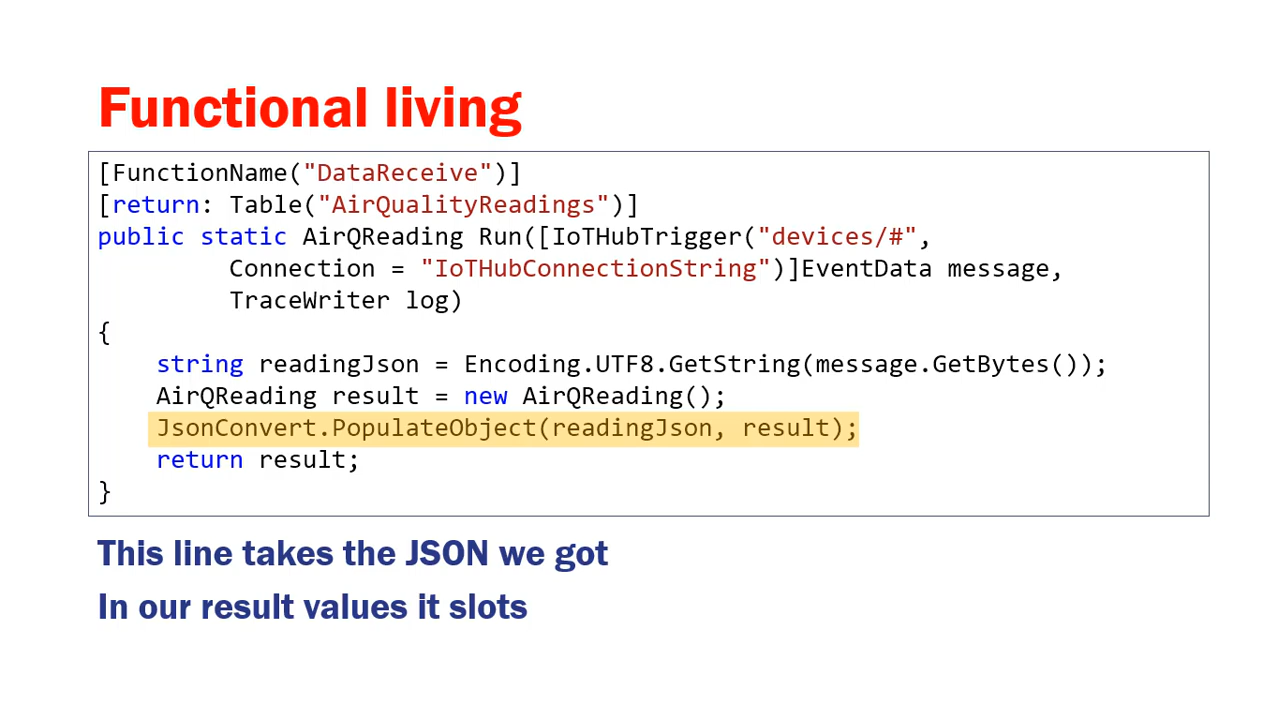 Functional living
[FunctionName("DataReceive")]
[return: Table("AirQualityReadings")]
public static AirQReading Run([IoTHubTrigger("devices/#",
Connection = "IoTHubConnectionString")]EventData message,
TraceWriter log)
{
string readingJson = Encoding.UTF8.GetString(message.GetBytes());
AirQReading result = new AirQReading();
JsonConvert.PopulateObject(readingJson, result);
return result;
}
This line takes the JSON we got
In our result values it slots